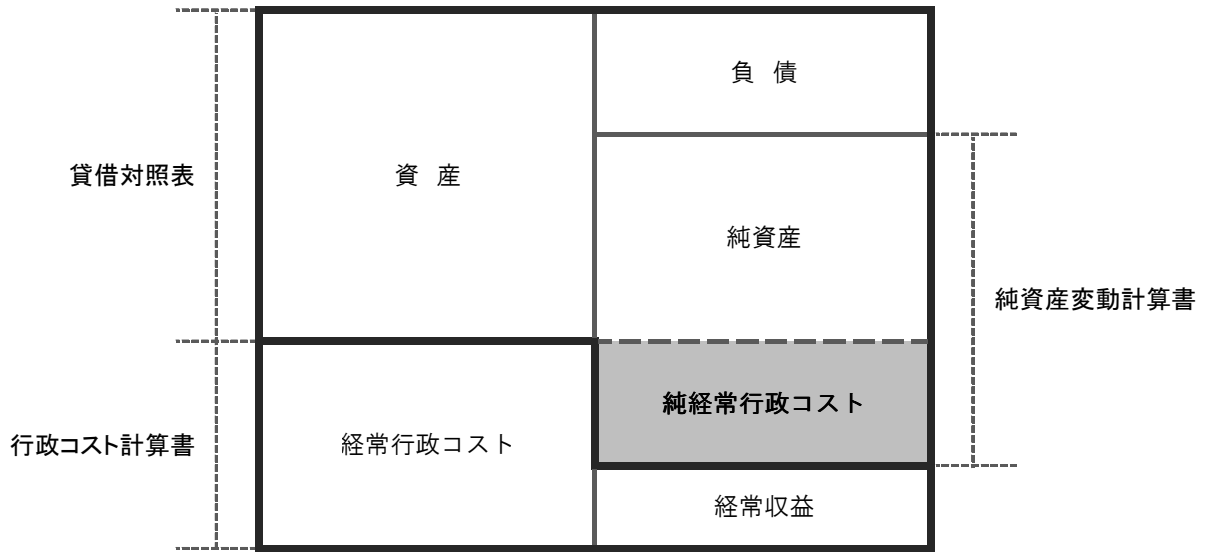 負 債
貸借対照表
資 産
純資産
純資産変動計算書
純経常行政コスト
行政コスト計算書
経常行政コスト
経常収益